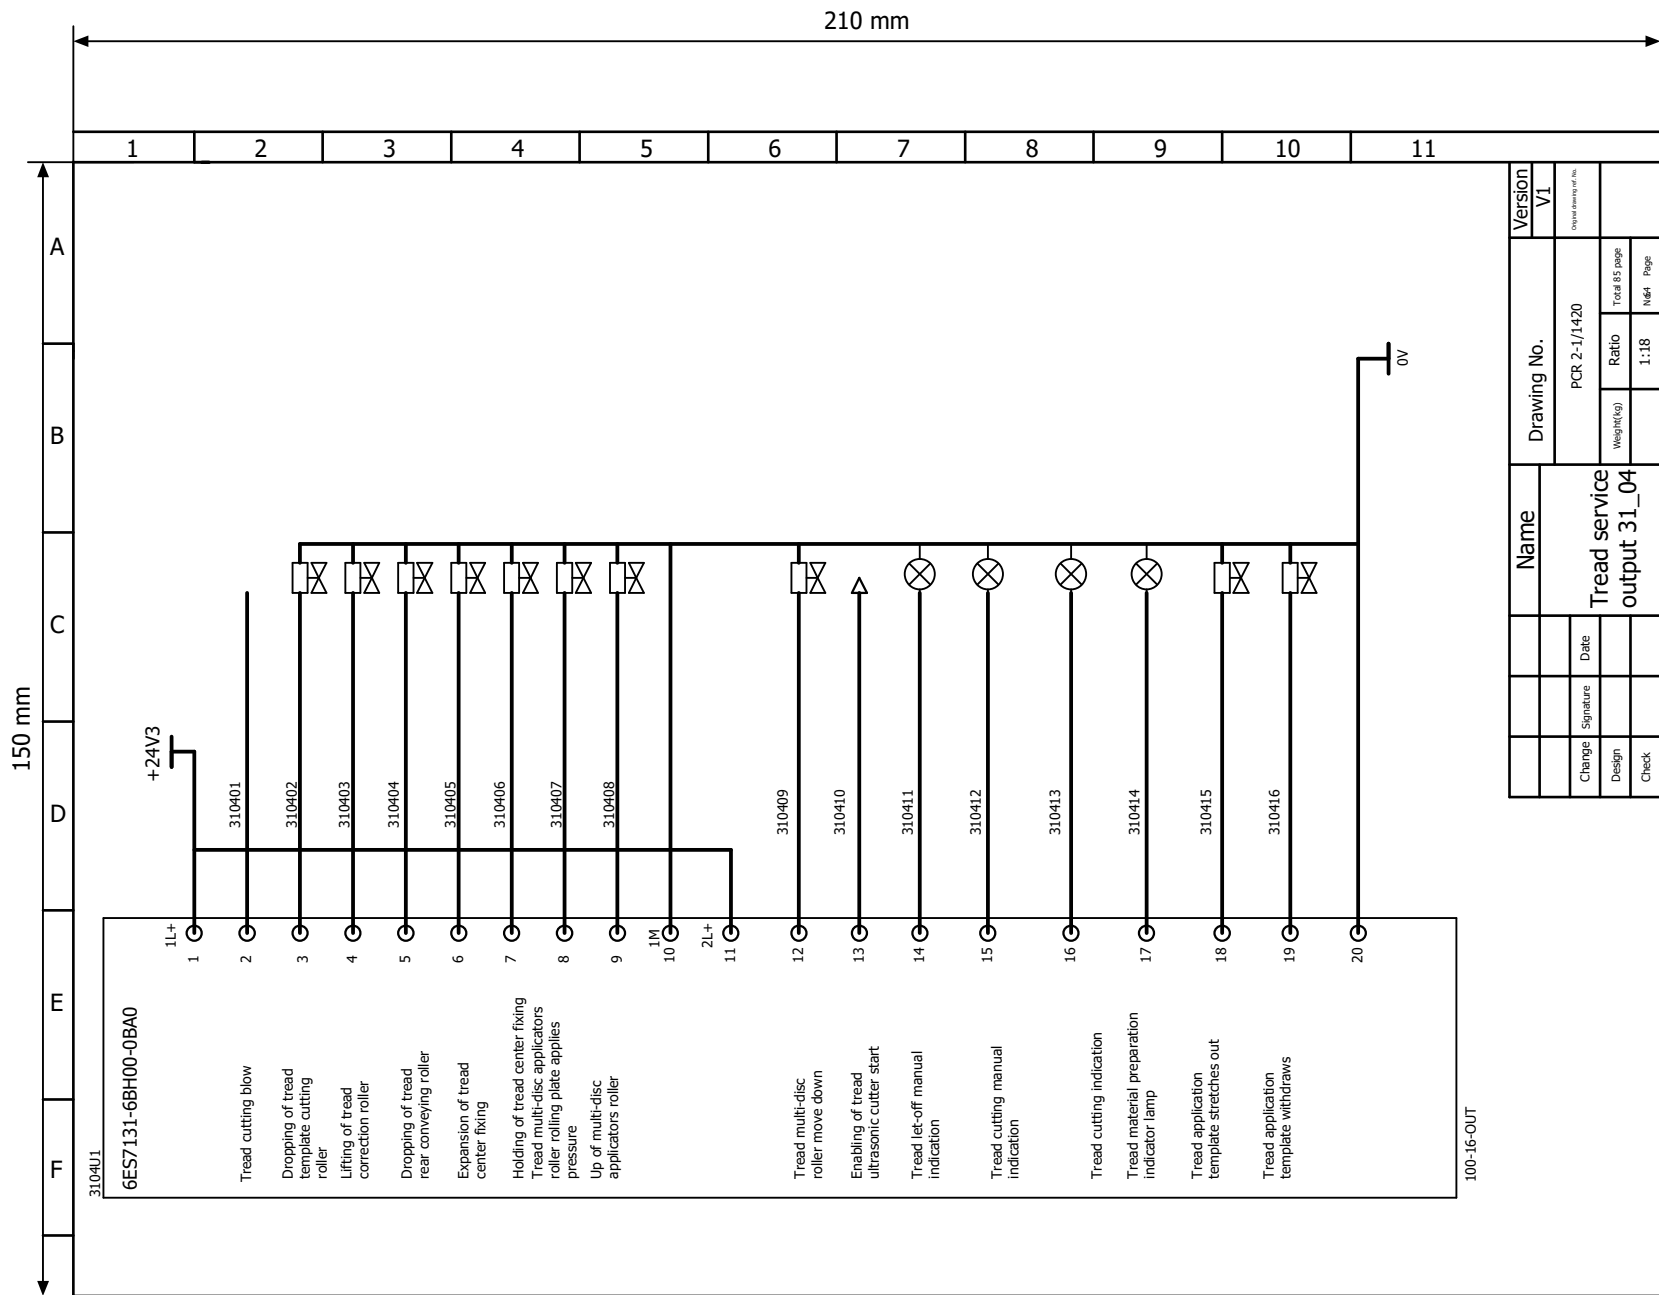 210 mm
150 mm
1 2 3 4 5 6 7 8 9 10 11
A
B
C
D
E
F
F
+24V3
0V
310401
310402
310403
310404
310405
310406
310407
310408
310409
310410
310411
310412
310413
310414
310415
310416
1L+
1M
2L+
1
2
3
4
5
6
7
8
9
10
11
12
13
14
15
16
17
18
19
20
3104U1
6ES7131-6BH00-0BA0
Tread cutting blow
Dropping of tread
template cutting
roller
Lifting of tread
correction roller
Dropping of tread
rear conveying roller
Expansion of tread
center fixing
Holding of tread center fixing
Tread multi-disc applicators
roller rolling plate applies
pressure
Up of multi-disc
applicators roller
Tread multi-disc
roller move down
Enabling of tread
ultrasonic cutter start
Tread let-off manual
indication
Tread cutting manual
indication
Tread cutting indication
Tread material preparation
indicator lamp
Tread application
template stretches out
Tread application
template withdraws
100-16-OUT
Version
V1
Original drawing ref. No.
Drawing No.
PCR 2-1/1420
Weight(kg)
Ratio
Total 85 page
1:18
Page
Name
Tread service
output 31_04
Change
Signature
Date
Design
Check